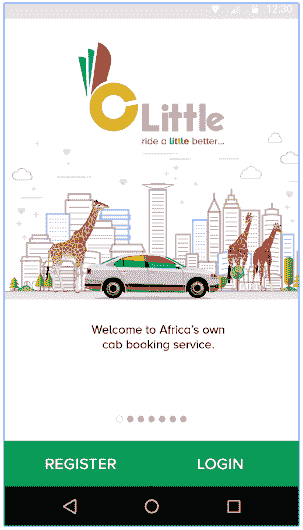 12:30
Little
ride a little better...
Welcome to Africa's own
cab booking service.
REGISTER
LOGIN